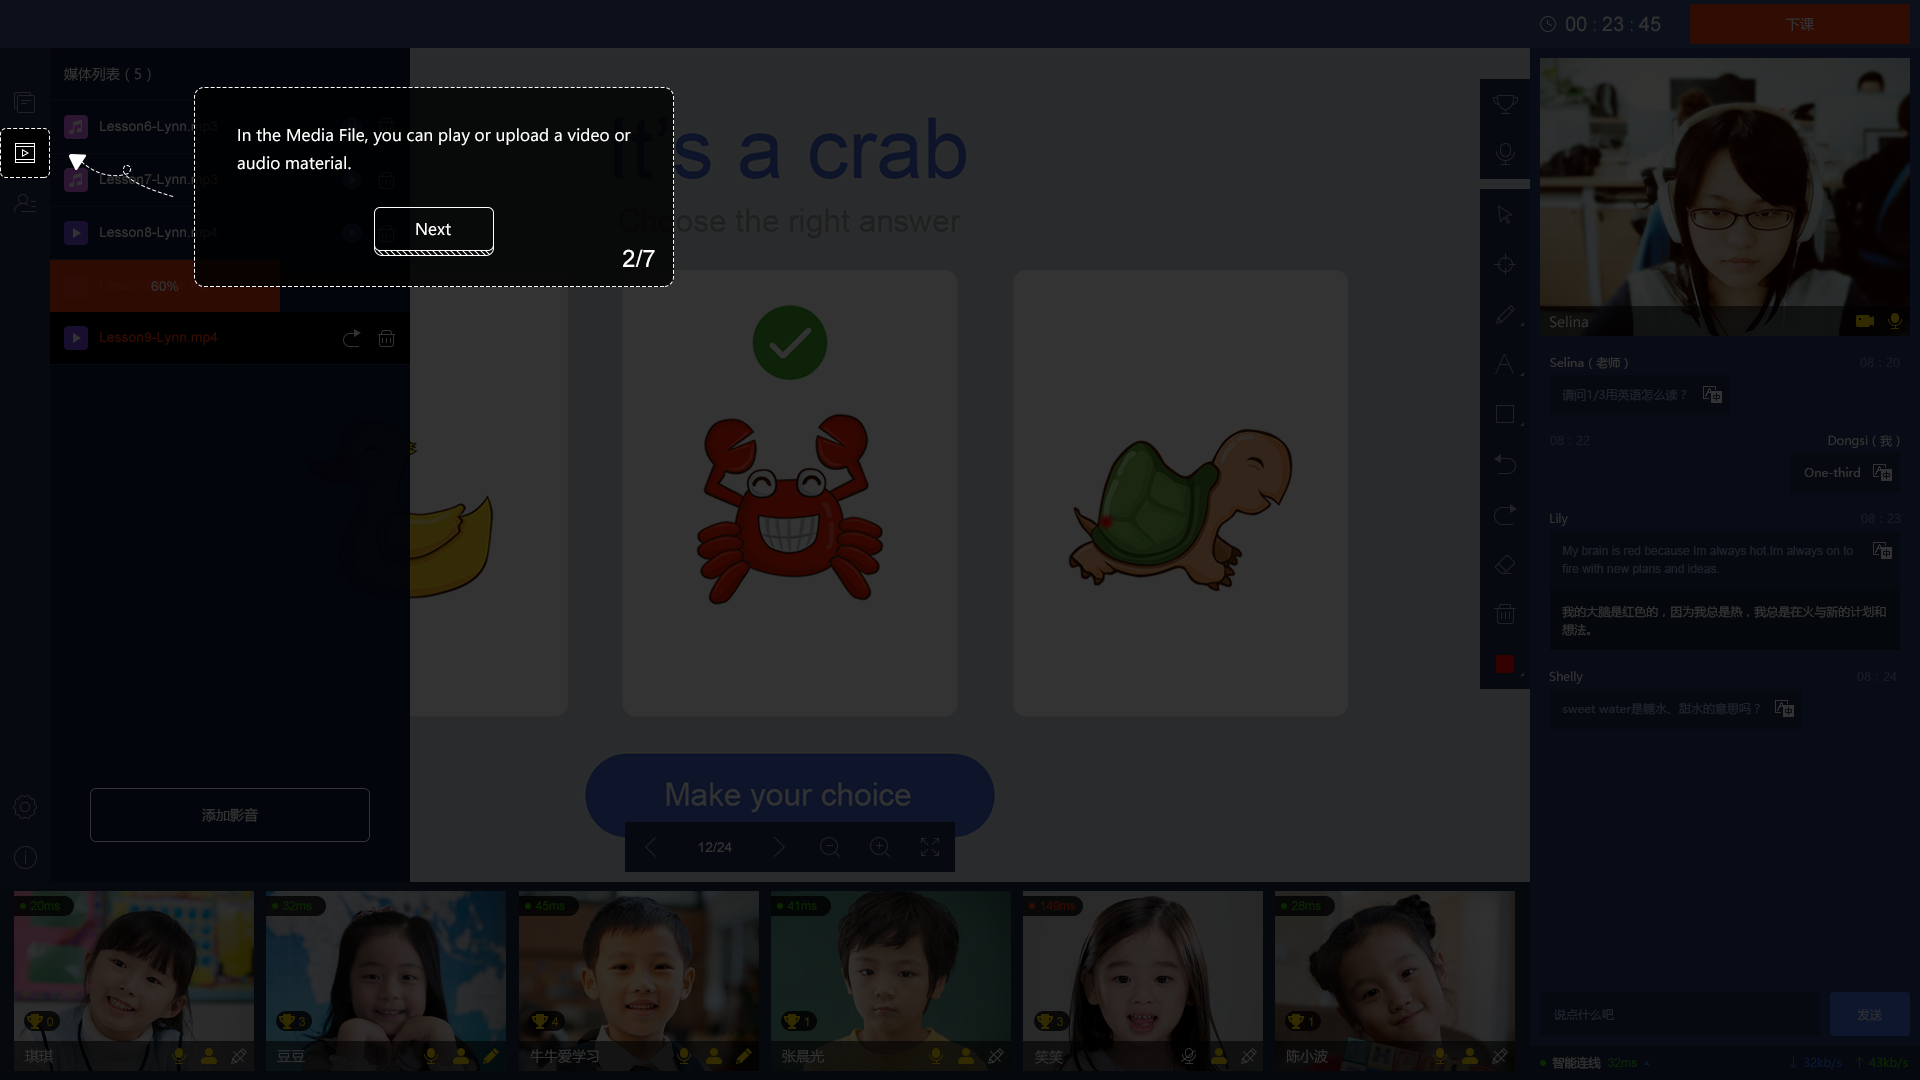 00 : 23 : 45
下课
媒体列表 ( 5 )
Lesson6-Lynn.mp3
Lesson7-Lynn.mp3
Lesson8-Lynn.mp4
60%
Lesson9-Lynn.mp4
添加影音
In the Media File, you can play or upload a video or
audio material.
Next
2/7
It's a crab
Choose the right answer
Make your choice
12/24
Selina
Selina ( 老师 )
08 : 20
请问1/3用英语怎么读？
08 : 22
Dongsi ( 我 )
One-third
Lily
08 : 23
My brain is red because Im always hot.Im always on to
fire with new plans and ideas.
我的大脑是红色的，因为我总是热，我总是在火与新的计划和
想法。
Shelly
08 : 24
sweet water是糖水、甜水的意思吗？
说点什么吧
发送
智能连线 32ms
↓ 32kb/s
↑ 43kb/s
20ms
0
琪琪
32ms
3
豆豆
45ms
4
牛牛爱学习
41ms
1
张晨光
149ms
3
笑笑
28ms
1
陈小波